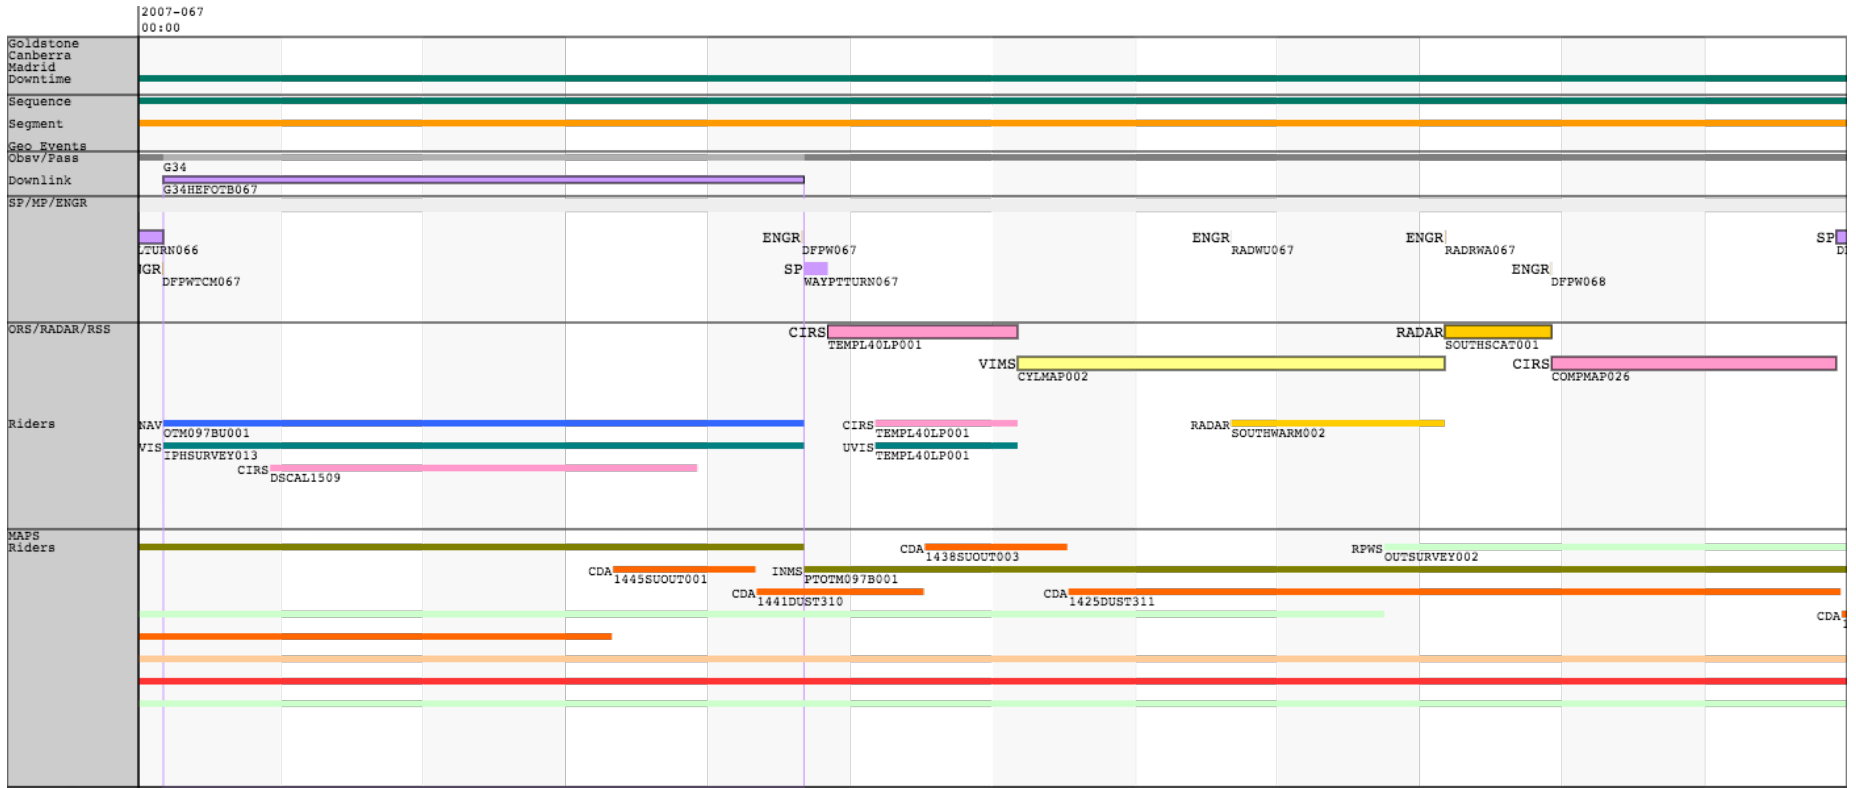 2007-067
00:00
Goldstone
Canberra
Madrid
Downtime
Sequence
Segment
Geo Events
Obsv/Pass
G34
Downlink
G34HEFOTB067
SP/MP/ENGR
ENGR ENGR ENGR SP
LTURN066 DFPW067 RADWU067 RADRWA067
GR SP ENGR
DFPWTCM067 WAYPTTURN067 DFPW068
ORS/RADAR/RSS CIRS RADAR
TEMPL40LP001 SOUTHSCAT001
VIMS CIRS
CYLMAP002 COMPMAP026
Riders NAV CIRS RADAR
OTM097BU001 TEMPL40LP001 SOUTHWARM002
VIS UVIS
IPHSURVEY013 TEMPL40LP001
CIRS
DSCAL1509
MAPS
Riders CDA RPWS
1438SUOUT003 OUTSURVEY002
CDA INMS
1445SUOUT001 PTOTM097B001
CDA CDA
1441DUST310 1425DUST311
CDA